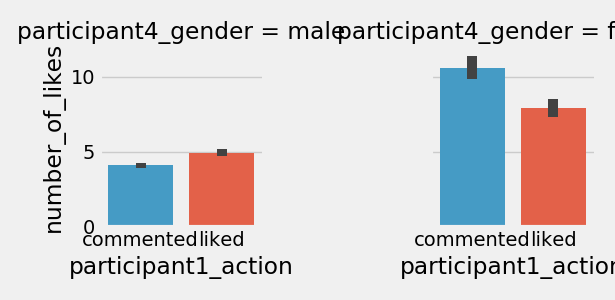 participant4_gender = male
participant4_gender = f
number_of_likes
10
5
0
commented liked
commented liked
participant1_action
participant1_action